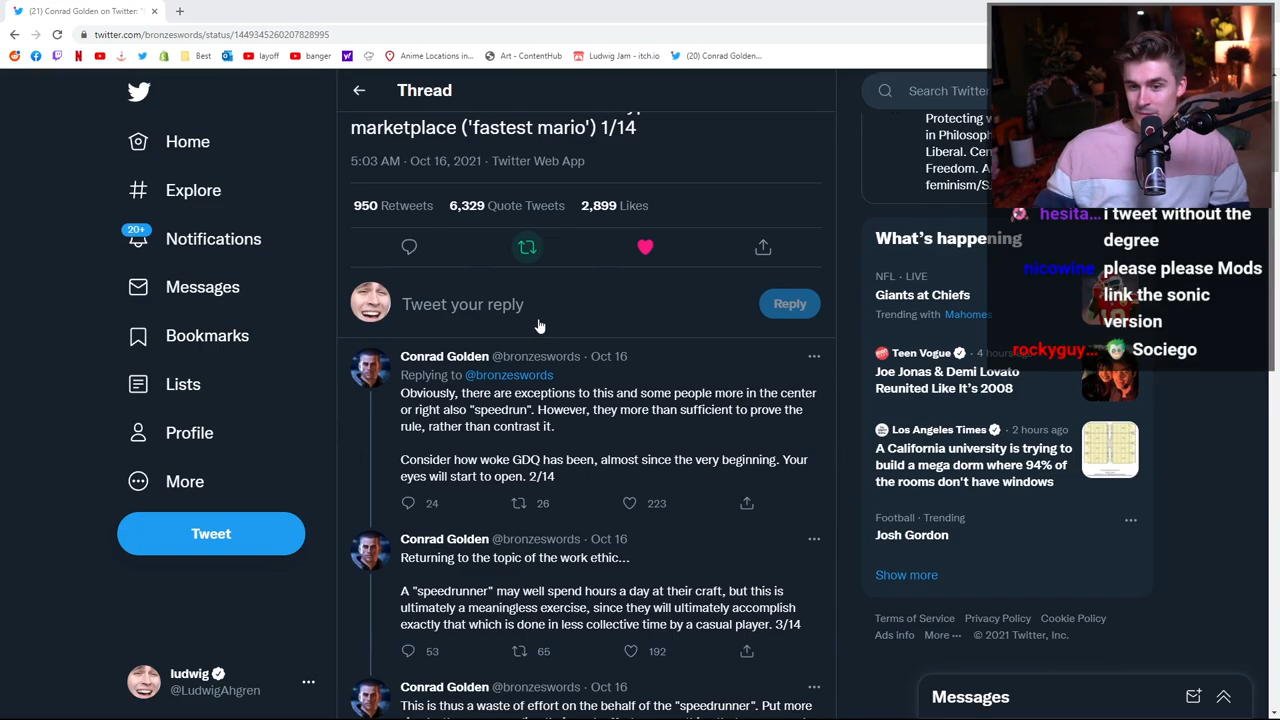 (21) Conrad Golden on Twitter: "
twitter.com/bronzeswords/status/1449345260207828995
Best
layoff
banger
Anime Locations in...
Art - ContentHub
Ludwig Jam - itch.io
(20) Conrad Golden...
Home
Explore
20+
Notifications
Messages
Bookmarks
Lists
Profile
More
Tweet
ludwig
@LudwigAhgren
Thread
marketplace ('fastest mario') 1/14
5:03 AM · Oct 16, 2021 · Twitter Web App
950 Retweets 6,329 Quote Tweets 2,899 Likes
Tweet your reply
Reply
Conrad Golden @bronzeswords · Oct 16
Replying to @bronzeswords
Obviously, there are exceptions to this and some people more in the center
or right also "speedrun". However, they more than sufficient to prove the
rule, rather than contrast it.
Consider how woke GDQ has been, almost since the very beginning. Your
eyes will start to open. 2/14
24 26 223
Conrad Golden @bronzeswords · Oct 16
Returning to the topic of the work ethic...
A "speedrunner" may well spend hours a day at their craft, but this is
ultimately a meaningless exercise, since they will ultimately accomplish
exactly that which is done in less collective time by a casual player. 3/14
53 65 192
Conrad Golden @bronzeswords · Oct 16
This is thus a waste of effort on the behalf of the "speedrunner". Put more
Search Twitter
Protecting w
in Philosoph
Liberal. Cen
Freedom. A
feminism/S
What's happening
NFL · LIVE
Giants at Chiefs
Trending with Mahomes
Teen Vogue · 4 hours ag
Joe Jonas & Demi Lovato
Reunited Like It's 2008
Los Angeles Times · 2 hours ago
A California university is trying to
build a mega dorm where 94% of
the rooms don't have windows
Football · Trending
Josh Gordon
Show more
Terms of Service Privacy Policy Cookie Policy
Ads info More ··· © 2021 Twitter, Inc.
Messages
hesita... i tweet without the
degree
nicowine please please Mods
link the sonic
version
rockyguy... Sociego